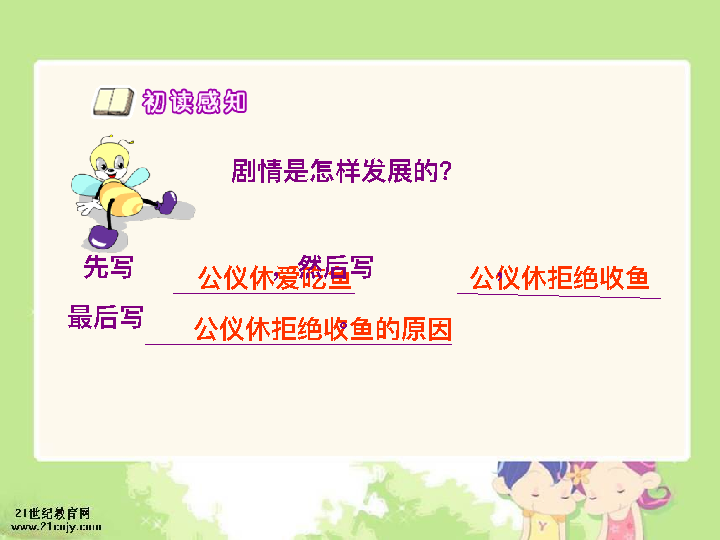 初读感知
剧情是怎样发展的?
先写 公仪休爱吃鱼，然后写 公仪休拒绝收鱼，
最后写 公仪休拒绝收鱼的原因。
21世纪教育网
www.21cnjy.com